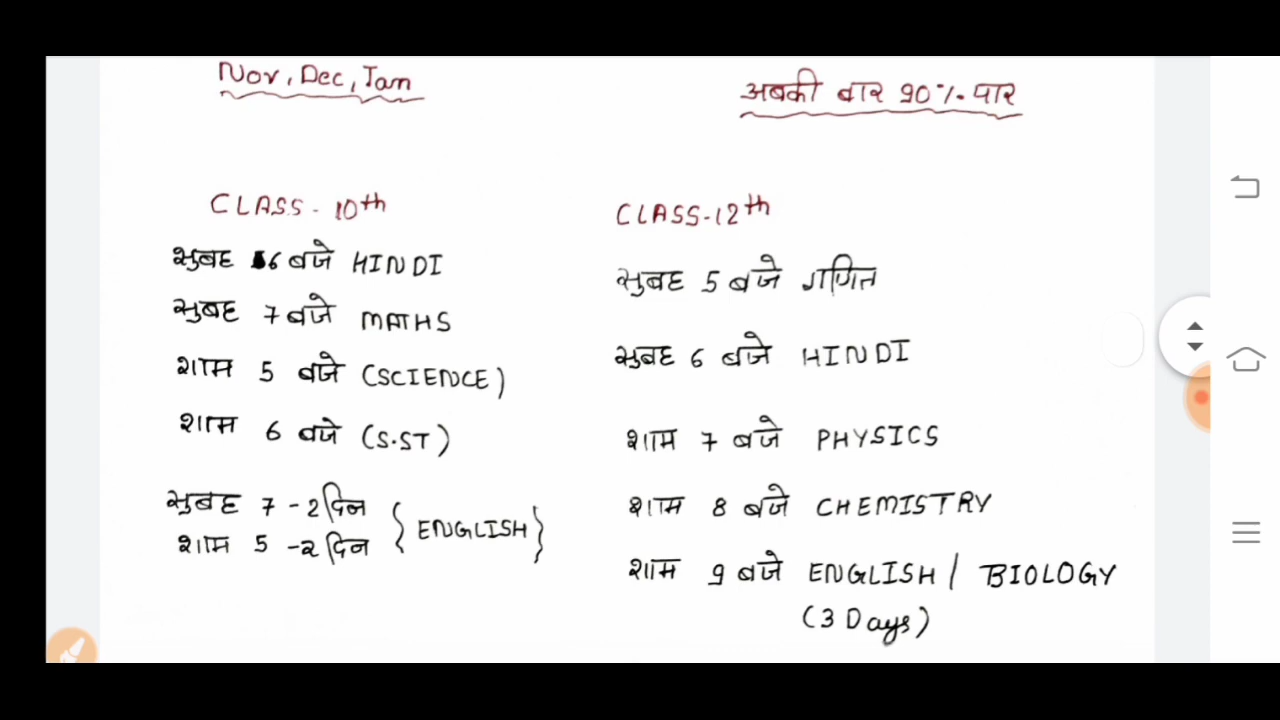 Nov, Dec, Jan
अबकी बार 90% पार
CLASS - 10th
सुबह 6 बजे HINDI
सुबह 7 बजे MATHS
शाम 5 बजे (SCIENCE)
शाम 6 बजे (S.ST)
सुबह 7 - 2 दिन
शाम 5 - 2 दिन { ENGLISH }
CLASS - 12th
सुबह 5 बजे गणित
सुबह 6 बजे HINDI
शाम 7 बजे PHYSICS
शाम 8 बजे CHEMISTRY
शाम 9 बजे ENGLISH / BIOLOGY
(3 Days)